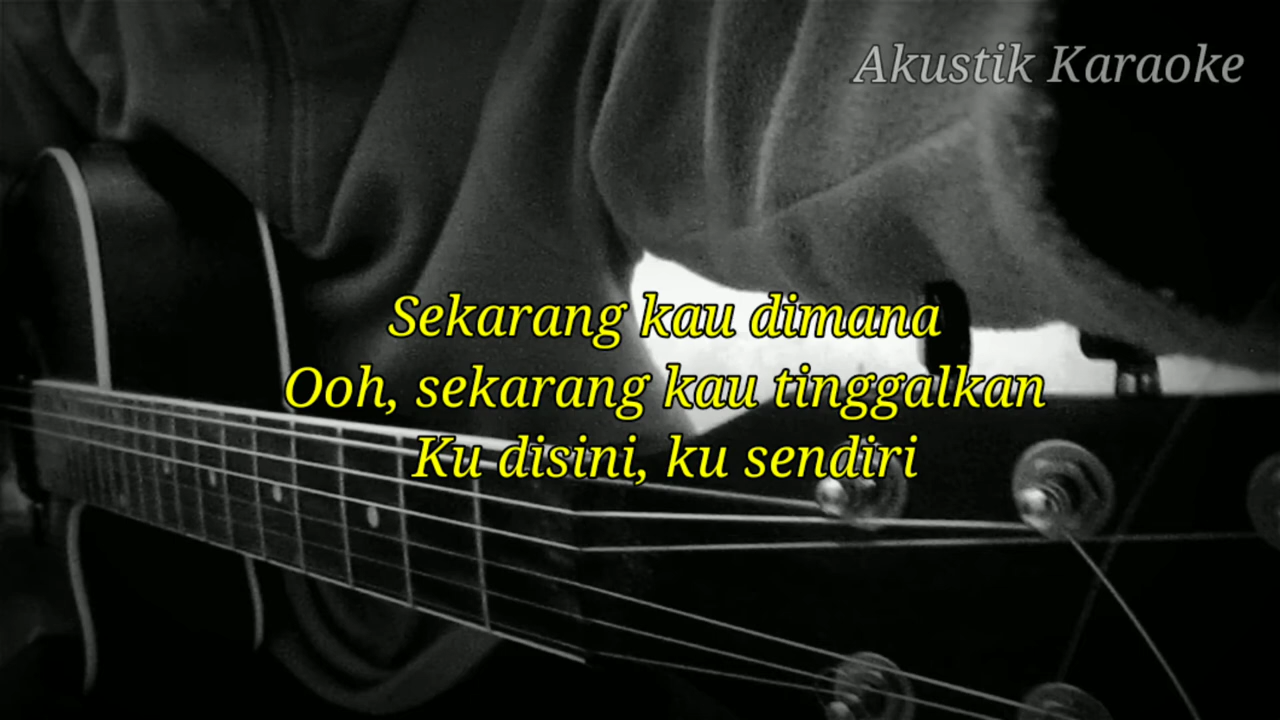 Akustik Karaoke
Sekarang kau dimana
Ooh, sekarang kau tinggalkan
Ku disini, ku sendiri